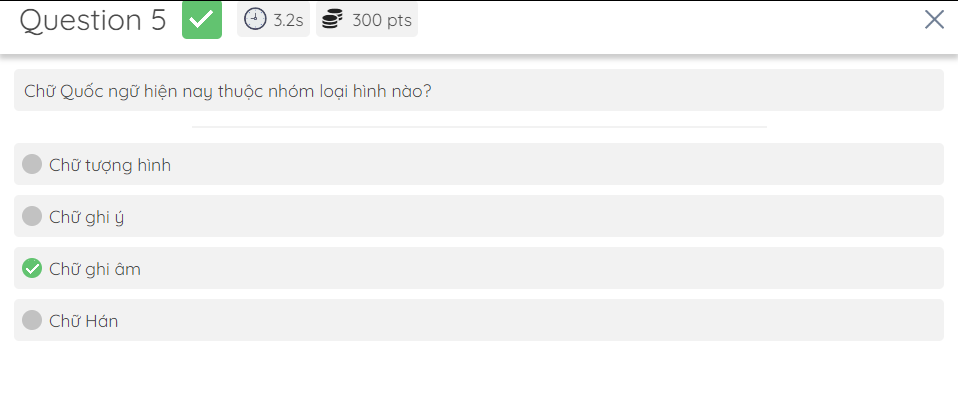 Question 5 3.2s 300 pts
Chữ Quốc ngữ hiện nay thuộc nhóm loại hình nào?
Chữ tượng hình
Chữ ghi ý
Chữ ghi âm
Chữ Hán